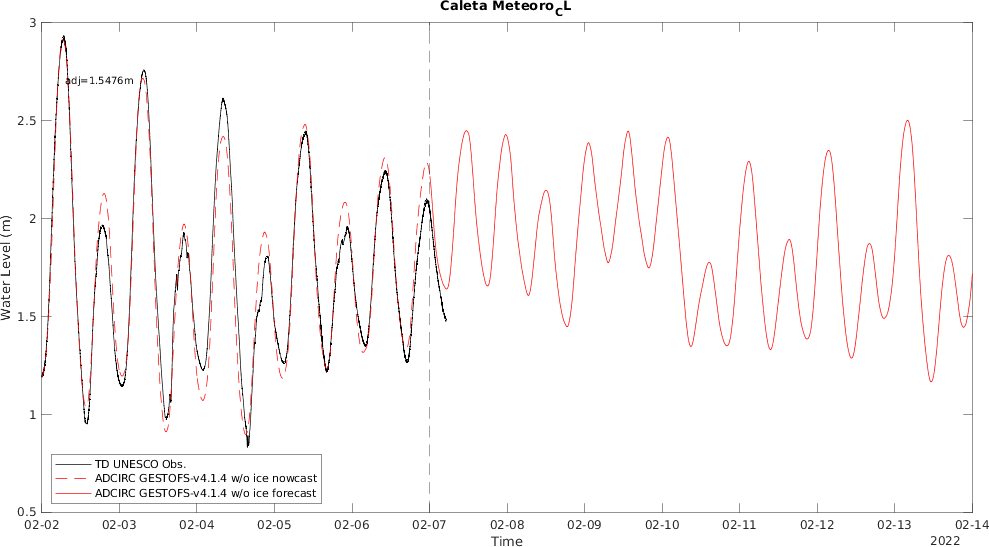 Caleta Meteoro_CL
adj=1.5476m
Water Level (m)
3
2.5
2
1.5
1
0.5
TD UNESCO Obs.
ADCIRC GESTOFS-v4.1.4 w/o ice nowcast
ADCIRC GESTOFS-v4.1.4 w/o ice forecast
02-02 02-03 02-04 02-05 02-06 02-07 02-08 02-09 02-10 02-11 02-12 02-13 02-14
Time
2022